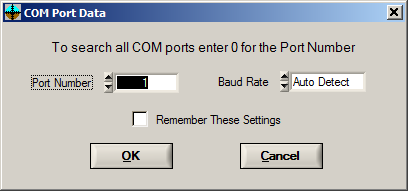 COM Port Data
To search all COM ports enter 0 for the Port Number
Port Number 1 Baud Rate Auto Detect
Remember These Settings
OK Cancel